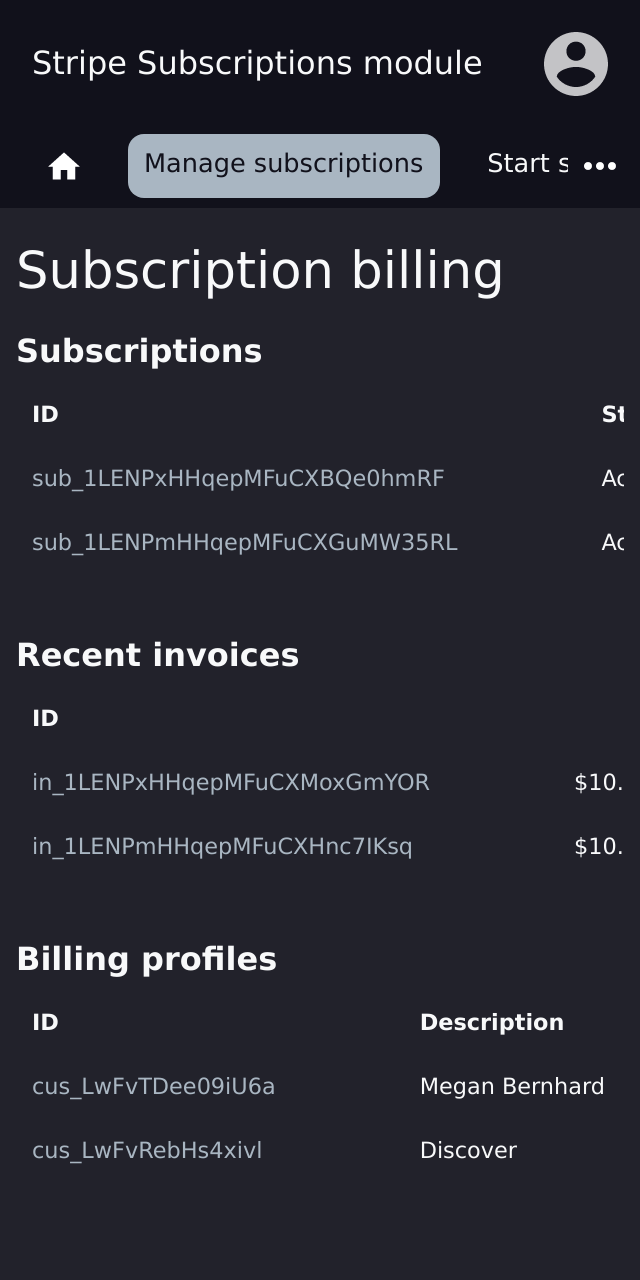 Stripe Subscriptions module
Manage subscriptions Start s
Subscription billing
Subscriptions
ID St
sub_1LENPxHHqepMFuCXBQe0hmRF Ac
sub_1LENPmHHqepMFuCXGuMW35RL Ac
Recent invoices
ID
in_1LENPxHHqepMFuCXMoxGmYOR $10.
in_1LENPmHHqepMFuCXHnc7IKsq $10.
Billing profiles
ID Description
cus_LwFvTDee09iU6a Megan Bernhard
cus_LwFvRebHs4xivl Discover